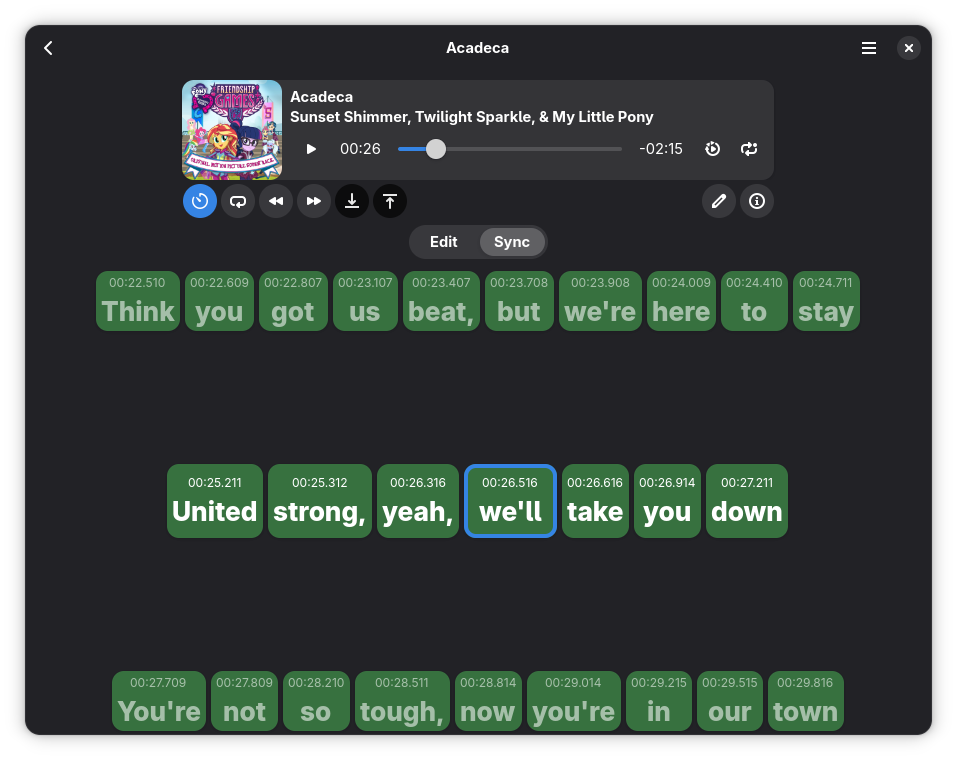 Acadeca
MY LITTLE PONY
FRIENDSHIP
GAMES
Acadeca
Sunset Shimmer, Twilight Sparkle, & My Little Pony
00:26 -02:15
Edit Sync
00:22.510 00:22.609 00:22.807 00:23.107 00:23.407 00:23.708 00:23.908 00:24.009 00:24.410 00:24.711
Think you got us beat, but we're here to stay
00:25.211 00:25.312 00:26.316 00:26.516 00:26.616 00:26.914 00:27.211
United strong, yeah, we'll take you down
00:27.709 00:27.809 00:28.210 00:28.511 00:28.814 00:29.014 00:29.215 00:29.515 00:29.816
You're not so tough, now you're in our town